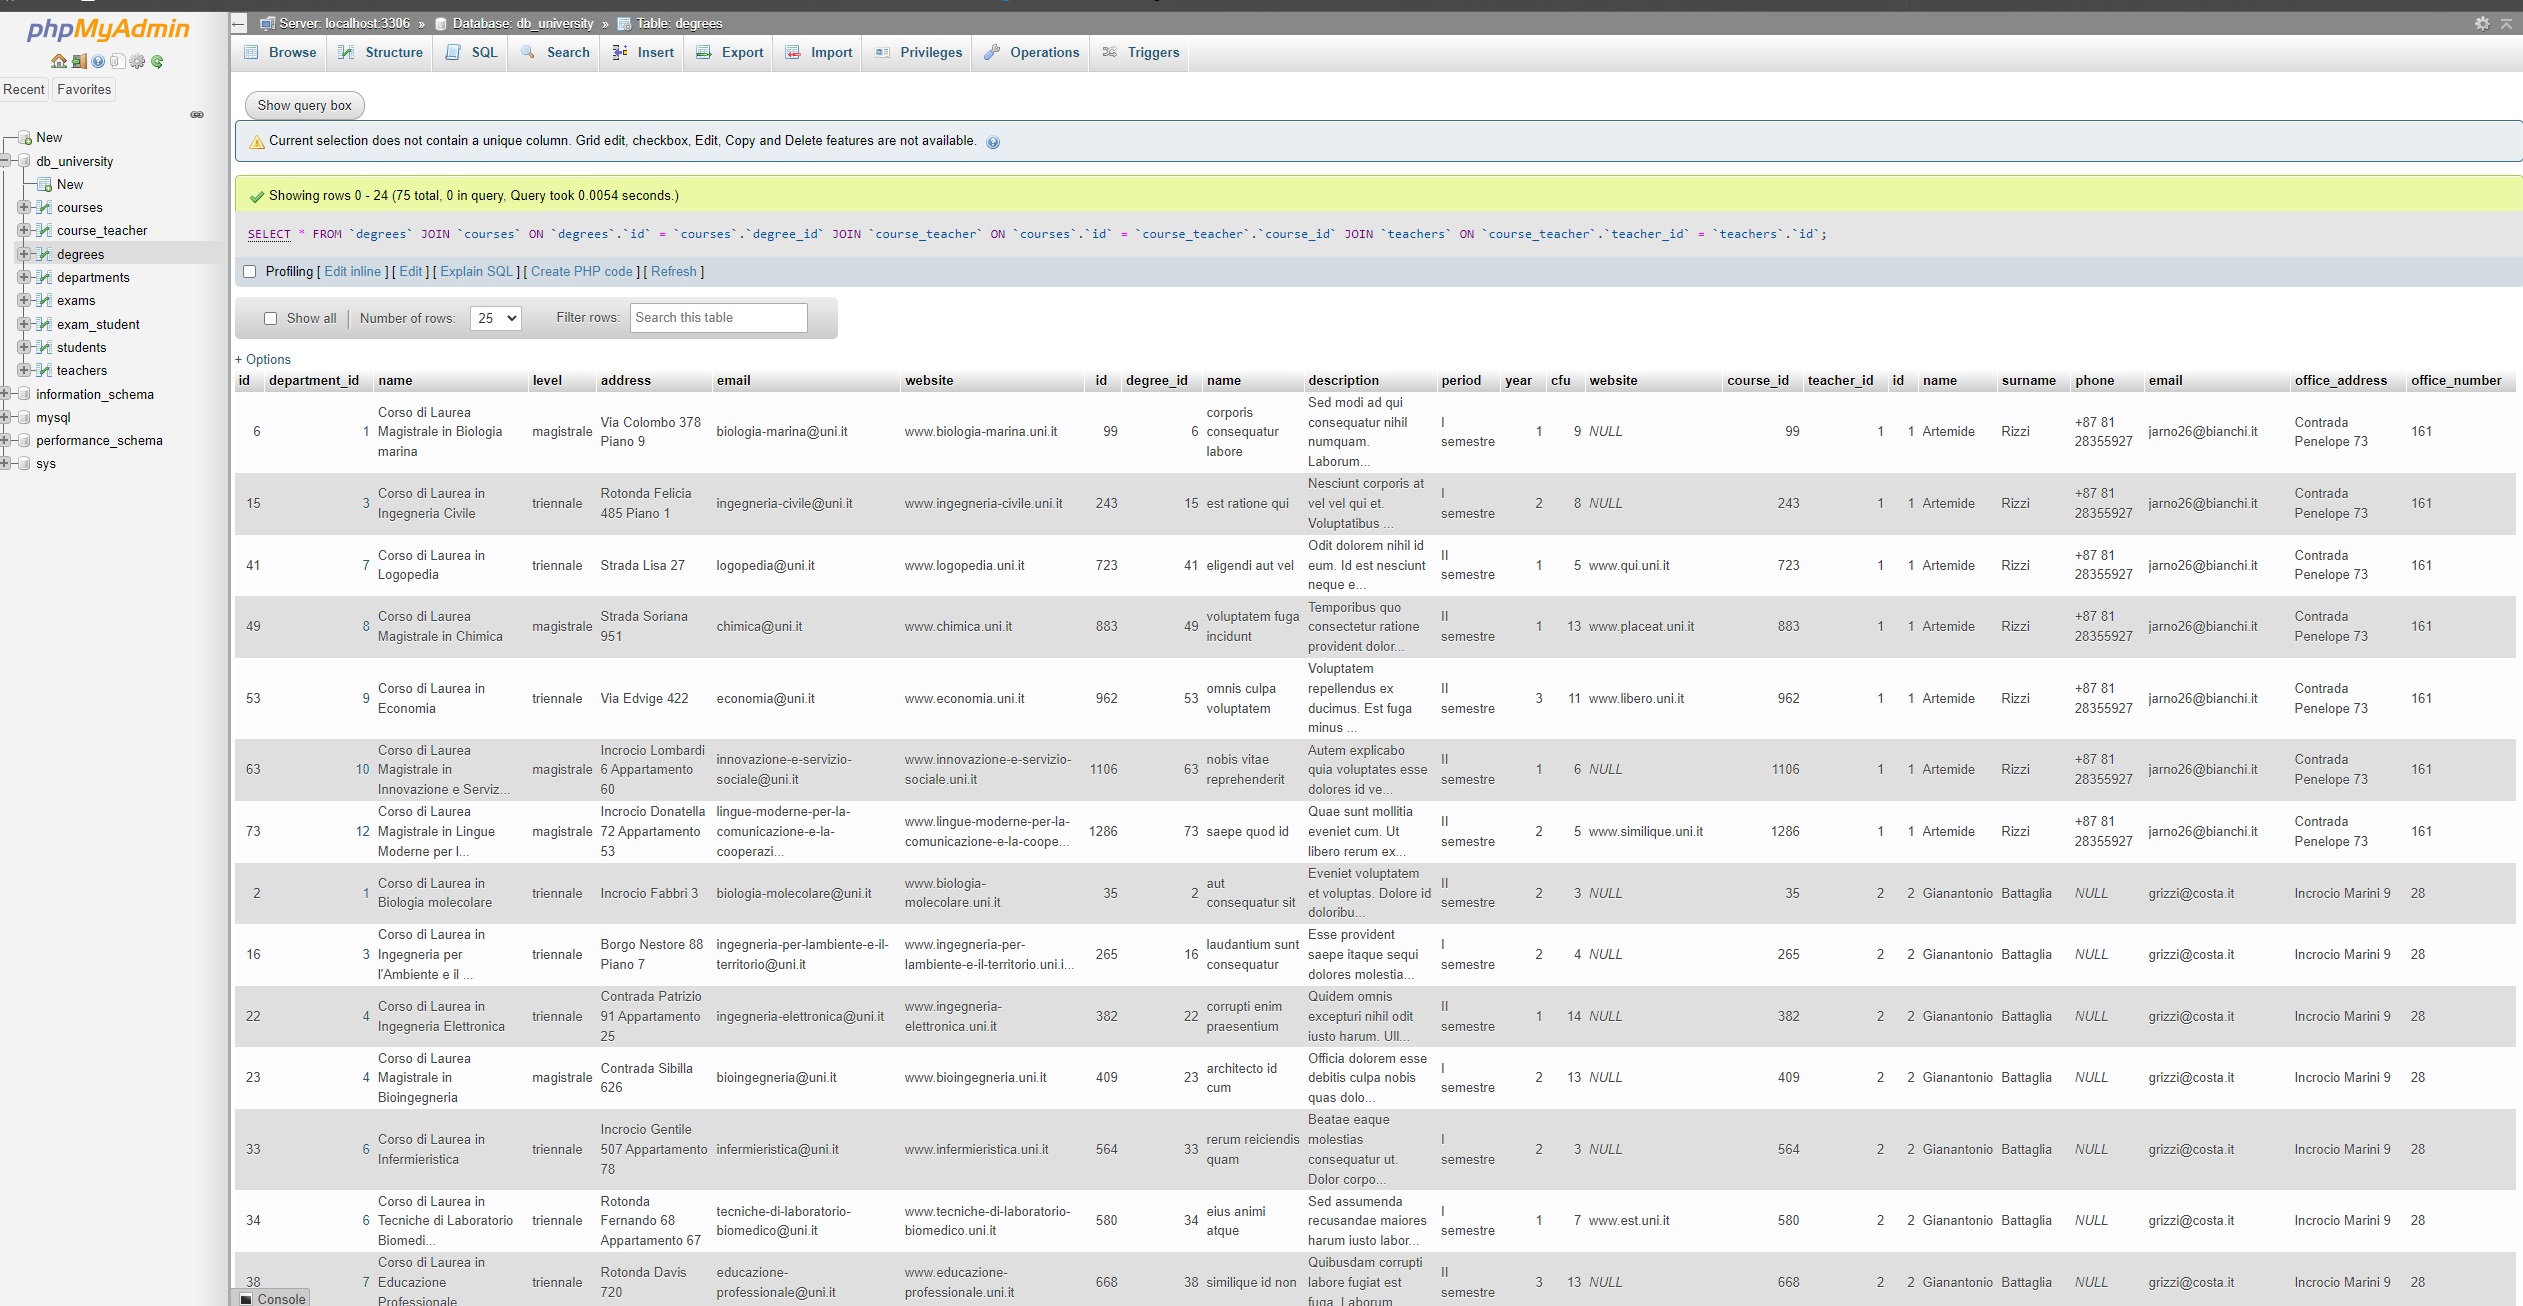 phpMyAdmin
Recent Favorites
New
db_university
New
courses
course_teacher
degrees
departments
exams
exam_student
students
teachers
information_schema
mysql
performance_schema
sys
Server: localhost:3306 » Database: db_university » Table: degrees
Browse Structure SQL Search Insert Export Import Privileges Operations Triggers
Show query box
Current selection does not contain a unique column. Grid edit, checkbox, Edit, Copy and Delete features are not available.
Showing rows 0 - 24 (75 total, 0 in query, Query took 0.0054 seconds.)
SELECT * FROM `degrees` JOIN `courses` ON `degrees`.`id` = `courses`.`degree_id` JOIN `course_teacher` ON `courses`.`id` = `course_teacher`.`course_id` JOIN `teachers` ON `course_teacher`.`teacher_id` = `teachers`.`id`;
Profiling [ Edit inline ] [ Edit ] [ Explain SQL ] [ Create PHP code ] [ Refresh ]
Show all Number of rows: 25 Filter rows: Search this table
+ Options
id department_id name level address email website id degree_id name description period year cfu website course_id teacher_id id name surname phone email office_address office_number
6 1 Corso di Laurea Magistrale in Biologia marina magistrale Via Colombo 378 Piano 9 biologia-marina@uni.it www.biologia-marina.uni.it 99 6 corporis consequatur labore Sed modi ad qui consequatur nihil numquam. Laborum... I semestre 1 9 NULL 99 1 1 Artemide Rizzi +87 81 28355927 jarno26@bianchi.it Contrada Penelope 73 161
15 3 Corso di Laurea in Ingegneria Civile triennale Rotonda Felicia 485 Piano 1 ingegneria-civile@uni.it www.ingegneria-civile.uni.it 243 15 est ratione qui Nesciunt corporis at vel vel qui et. Voluptatibus ... I semestre 2 8 NULL 243 1 1 Artemide Rizzi +87 81 28355927 jarno26@bianchi.it Contrada Penelope 73 161
41 7 Corso di Laurea in Logopedia triennale Strada Lisa 27 logopedia@uni.it www.logopedia.uni.it 723 41 eligendi aut vel Odit dolorem nihil id eum. Id est nesciunt neque e... II semestre 1 5 www.qui.uni.it 723 1 1 Artemide Rizzi +87 81 28355927 jarno26@bianchi.it Contrada Penelope 73 161
49 8 Corso di Laurea Magistrale in Chimica magistrale Strada Soriana 951 chimica@uni.it www.chimica.uni.it 883 49 voluptatem fuga incidunt Temporibus quo consectetur ratione provident dolor... II semestre 1 13 www.placeat.uni.it 883 1 1 Artemide Rizzi +87 81 28355927 jarno26@bianchi.it Contrada Penelope 73 161
53 9 Corso di Laurea in Economia triennale Via Edvige 422 economia@uni.it www.economia.uni.it 962 53 omnis culpa voluptatem Voluptatem repellendus ex ducimus. Est fuga minus ... II semestre 3 11 www.libero.uni.it 962 1 1 Artemide Rizzi +87 81 28355927 jarno26@bianchi.it Contrada Penelope 73 161
63 10 Corso di Laurea Magistrale in Innovazione e Serviz... magistrale Incrocio Lombardi 6 Appartamento 60 innovazione-e-servizio-sociale@uni.it www.innovazione-e-servizio-sociale.uni.it 1106 63 nobis vitae reprehenderit Autem explicabo quia voluptates esse dolores id ve... II semestre 1 6 NULL 1106 1 1 Artemide Rizzi +87 81 28355927 jarno26@bianchi.it Contrada Penelope 73 161
73 12 Corso di Laurea Magistrale in Lingue Moderne per l... magistrale Incrocio Donatella 72 Appartamento 53 lingue-moderne-per-la-comunicazione-e-la-cooperazi... www.lingue-moderne-per-la-comunicazione-e-la-coope... 1286 73 saepe quod id Quae sunt mollitia eveniet cum. Ut libero rerum ex... II semestre 2 5 www.similique.uni.it 1286 1 1 Artemide Rizzi +87 81 28355927 jarno26@bianchi.it Contrada Penelope 73 161
2 1 Corso di Laurea in Biologia molecolare triennale Incrocio Fabbri 3 biologia-molecolare@uni.it www.biologia-molecolare.uni.it 35 2 aut consequatur sit Eveniet voluptatem et voluptas. Dolore id doloribu... II semestre 2 3 NULL 35 2 2 Gianantonio Battaglia NULL grizzi@costa.it Incrocio Marini 9 28
16 3 Corso di Laurea in Ingegneria per l'Ambiente e il ... triennale Borgo Nestore 88 Piano 7 ingegneria-per-lambiente-e-il-territorio@uni.it www.ingegneria-per-lambiente-e-il-territorio.uni.i... 265 16 laudantium sunt consequatur Esse provident saepe itaque sequi dolores molestia... I semestre 2 4 NULL 265 2 2 Gianantonio Battaglia NULL grizzi@costa.it Incrocio Marini 9 28
22 4 Corso di Laurea in Ingegneria Elettronica triennale Contrada Patrizio 91 Appartamento 25 ingegneria-elettronica@uni.it www.ingegneria-elettronica.uni.it 382 22 corrupti enim praesentium Quidem omnis excepturi nihil odit iusto harum. Ull... II semestre 1 14 NULL 382 2 2 Gianantonio Battaglia NULL grizzi@costa.it Incrocio Marini 9 28
23 4 Corso di Laurea Magistrale in Bioingegneria magistrale Contrada Sibilla 626 bioingegneria@uni.it www.bioingegneria.uni.it 409 23 architecto id cum Officia dolorem esse debitis culpa nobis quas dolo... I semestre 2 13 NULL 409 2 2 Gianantonio Battaglia NULL grizzi@costa.it Incrocio Marini 9 28
33 6 Corso di Laurea in Infermieristica triennale Incrocio Gentile 507 Appartamento 78 infermieristica@uni.it www.infermieristica.uni.it 564 33 rerum reiciendis quam Beatae eaque molestias consequatur ut. Dolor corpo... I semestre 2 3 NULL 564 2 2 Gianantonio Battaglia NULL grizzi@costa.it Incrocio Marini 9 28
34 6 Corso di Laurea in Tecniche di Laboratorio Biomedi... triennale Rotonda Fernando 68 Appartamento 67 tecniche-di-laboratorio-biomedico@uni.it www.tecniche-di-laboratorio-biomedico.uni.it 580 34 eius animi atque Sed assumenda recusandae maiores harum iusto labor... I semestre 1 7 www.est.uni.it 580 2 2 Gianantonio Battaglia NULL grizzi@costa.it Incrocio Marini 9 28
38 7 Corso di Laurea in Educazione Professionale triennale Rotonda Davis 720 educazione-professionale@uni.it www.educazione-professionale.uni.it 668 38 similique id non Quibusdam corrupti labore fugiat est fuga. Laborum II semestre 3 13 NULL 668 2 2 Gianantonio Battaglia NULL grizzi@costa.it Incrocio Marini 9 28
Console